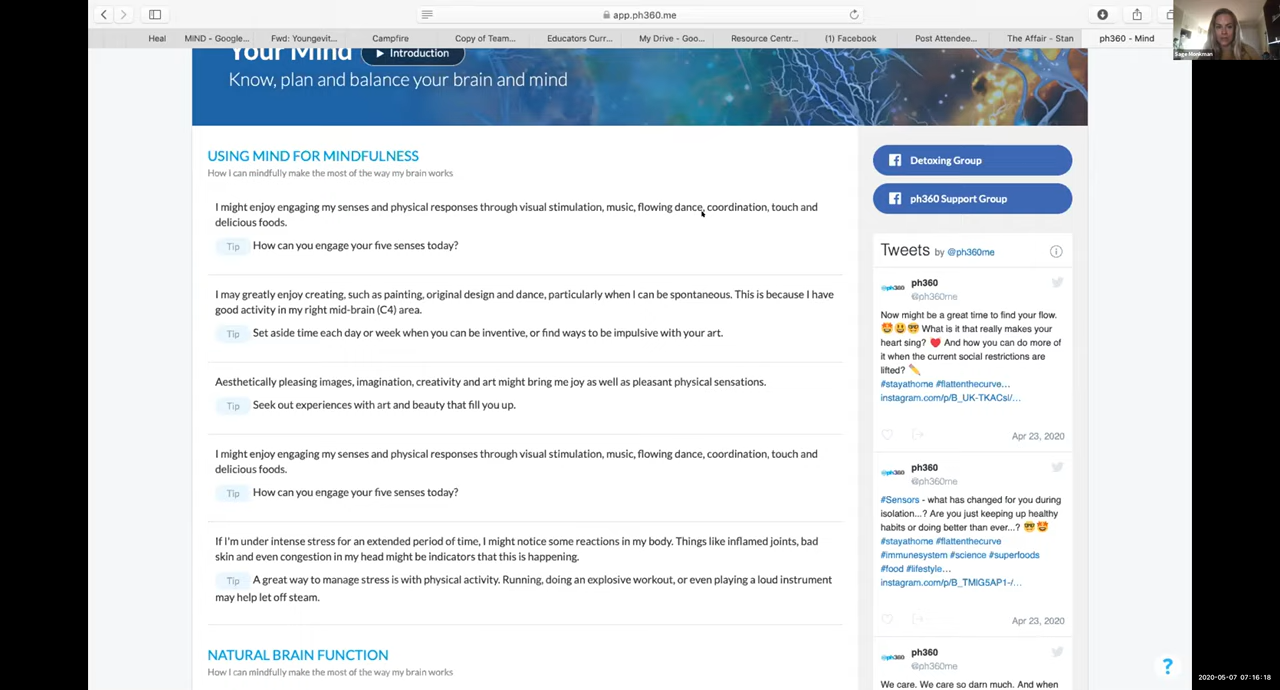 app.ph360.me
Heal
MiND - Google...
Fwd: Youngevit...
Campfire
Copy of Team...
Educators Curr...
My Drive - Goo...
Resource Centr...
(1) Facebook
Post Attendee...
The Affair - Stan
ph360 - Mind
Sage Monkman
Your Mind
Introduction
Know, plan and balance your brain and mind
USING MIND FOR MINDFULNESS
How I can mindfully make the most of the way my brain works
I might enjoy engaging my senses and physical responses through visual stimulation, music, flowing dance, coordination, touch and
delicious foods.
Tip How can you engage your five senses today?
I may greatly enjoy creating, such as painting, original design and dance, particularly when I can be spontaneous. This is because I have
good activity in my right mid-brain (C4) area.
Tip Set aside time each day or week when you can be inventive, or find ways to be impulsive with your art.
Aesthetically pleasing images, imagination, creativity and art might bring me joy as well as pleasant physical sensations.
Tip Seek out experiences with art and beauty that fill you up.
I might enjoy engaging my senses and physical responses through visual stimulation, music, flowing dance, coordination, touch and
delicious foods.
Tip How can you engage your five senses today?
If I'm under intense stress for an extended period of time, I might notice some reactions in my body. Things like inflamed joints, bad
skin and even congestion in my head might be indicators that this is happening.
Tip A great way to manage stress is with physical activity. Running, doing an explosive workout, or even playing a loud instrument
may help let off steam.
NATURAL BRAIN FUNCTION
How I can mindfully make the most of the way my brain works
Detoxing Group
ph360 Support Group
Tweets by @ph360me
ph360
@ph360me
Now might be a great time to find your flow.
What is it that really makes your
heart sing? And how you can do more of
it when the current social restrictions are
lifted?
#stayathome #flattenthecurve...
instagram.com/p/B_UK-TKACsl/...
Apr 23, 2020
ph360
@ph360me
#Sensors - what has changed for you during
isolation...? Are you just keeping up healthy
habits or doing better than ever...?
#stayathome #flattenthecurve
#immunesystem #science #superfoods
#food #lifestyle...
instagram.com/p/B_TMIG5AP1-/...
Apr 23, 2020
ph360
@ph360me
We care. We care so darn much. And when
?
2020-05-07 07:16:18